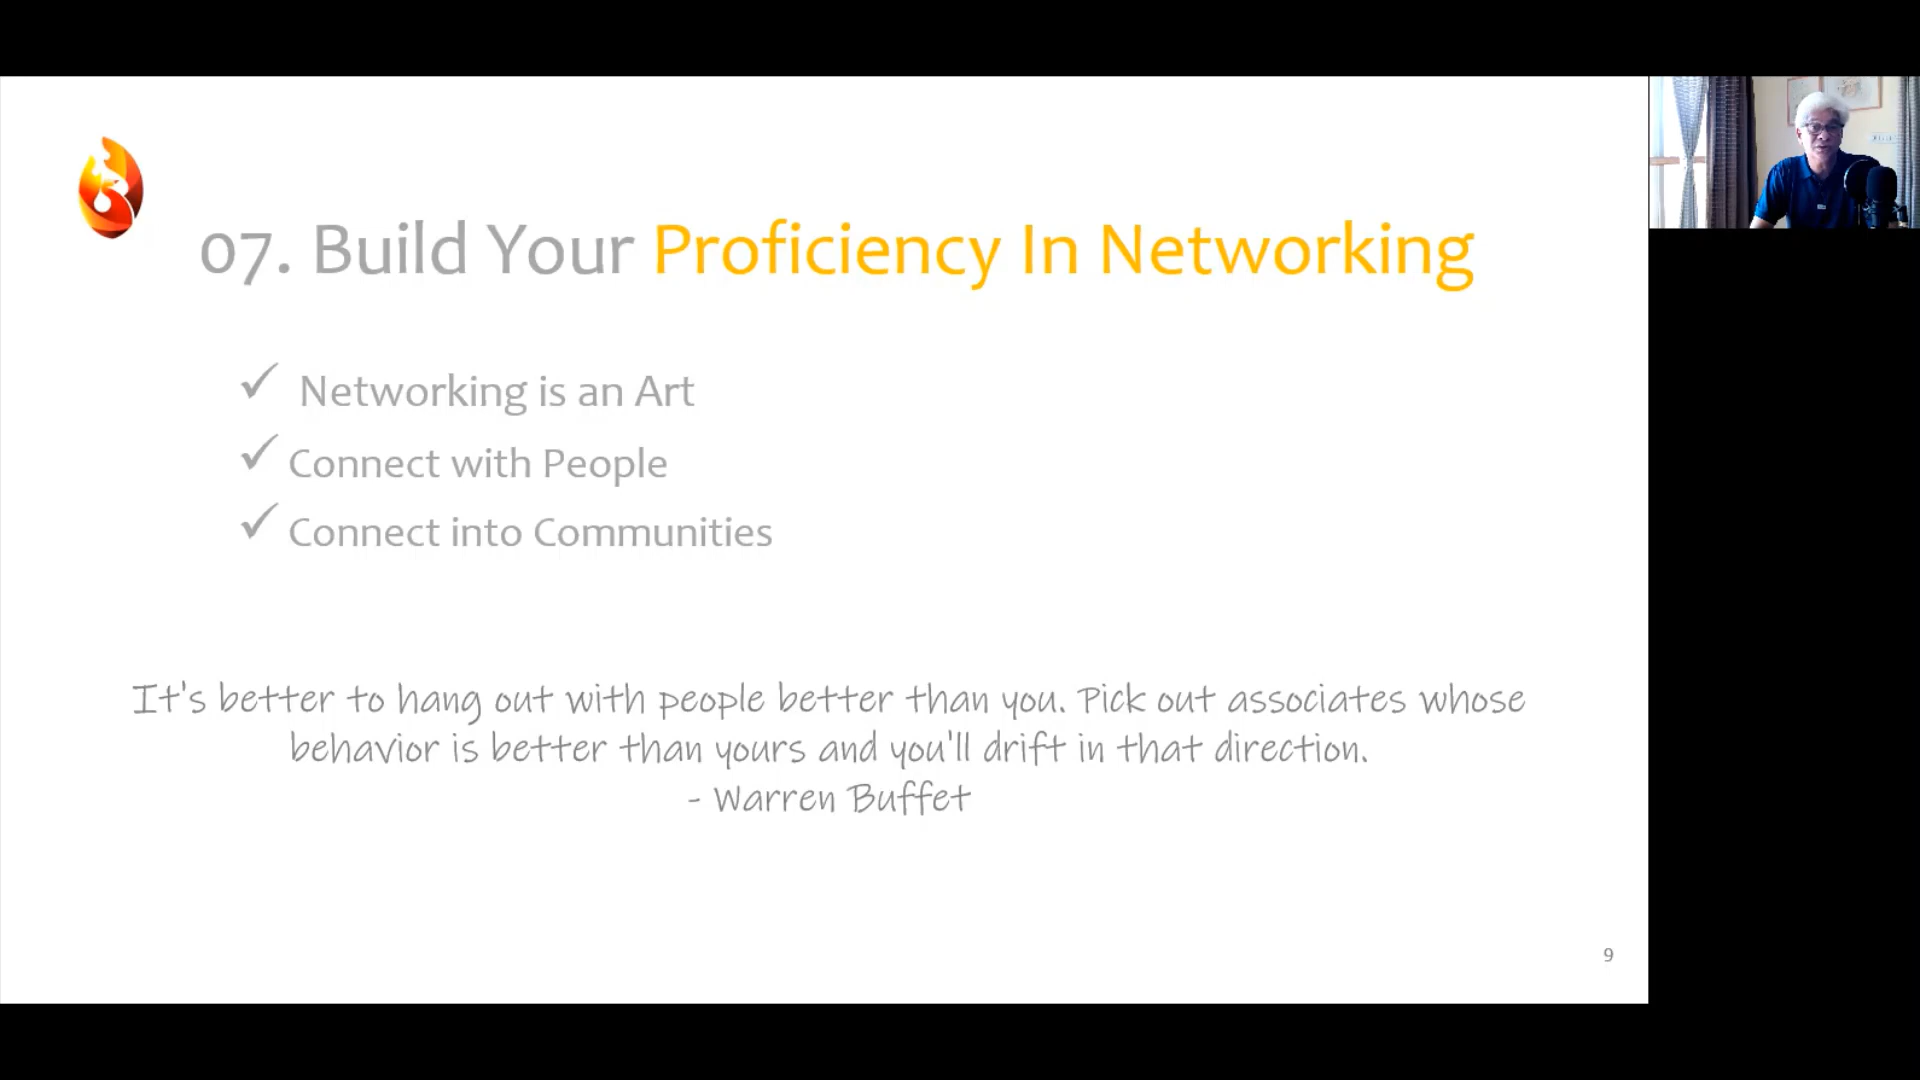 07. Build Your Proficiency In Networking
Networking is an Art
Connect with People
Connect into Communities
It's better to hang out with people better than you. Pick out associates whose
behavior is better than yours and you'll drift in that direction.
- Warren Buffet
9